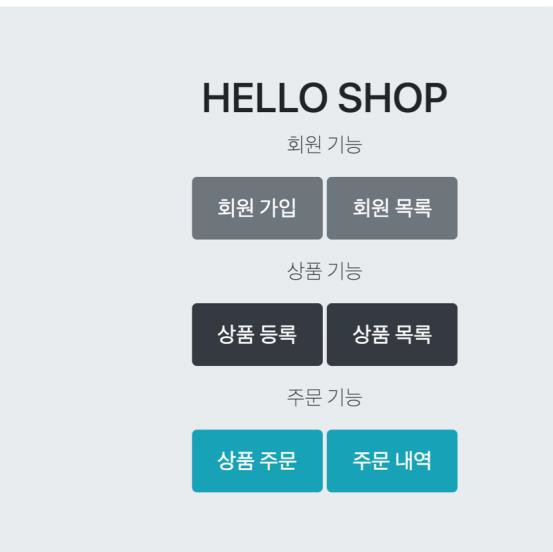 HELLO SHOP
회원 기능
회원 가입 회원 목록
상품 기능
상품 등록 상품 목록
주문 기능
상품 주문 주문 내역